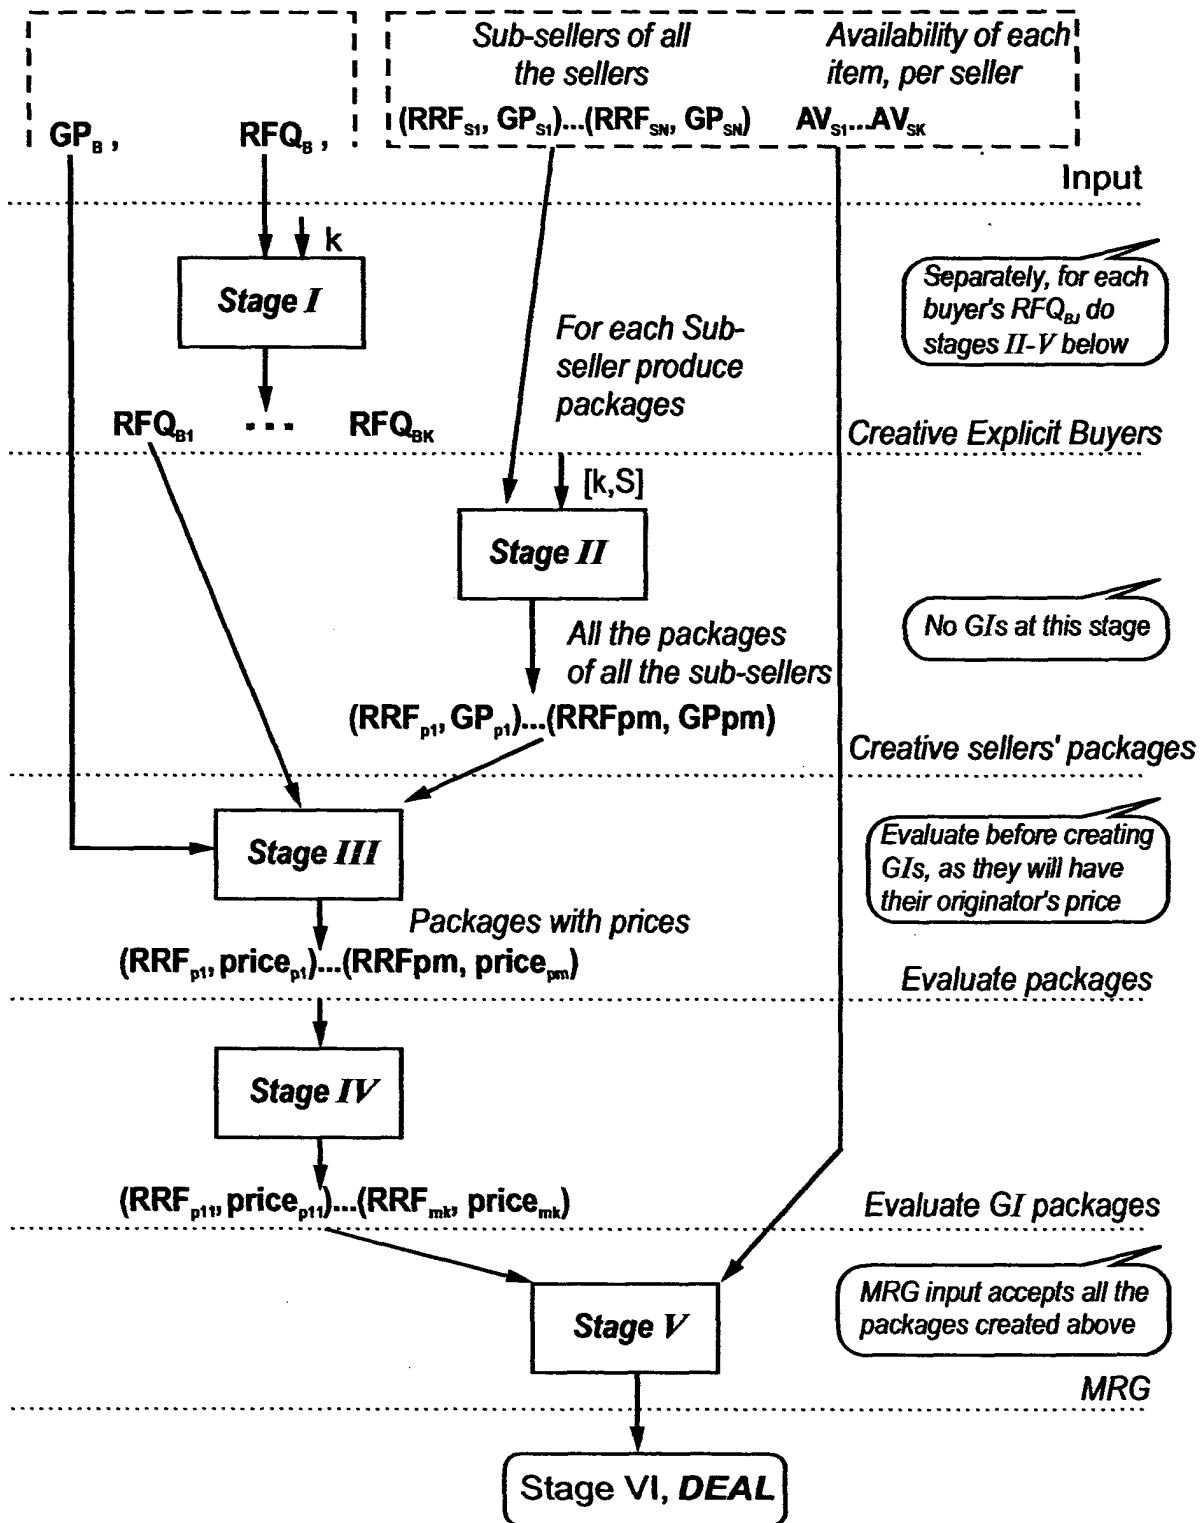 Sub-sellers of all
the sellers
Availability of each
item, per seller
GP_B ,
RFQ_B ,
(RRF_S1, GP_S1)...(RRF_SN, GP_SN)
AV_S1...AV_SK
Input
k
Stage I
Separately, for each
buyer's RFQ_BJ do
stages II-V below
For each Sub-
seller produce
packages
RFQ_B1 ... RFQ_BK
Creative Explicit Buyers
[k,S]
Stage II
No GIs at this stage
All the packages
of all the sub-sellers
(RRF_p1, GP_p1)...(RRFpm, GPpm)
Creative sellers' packages
Stage III
Evaluate before creating
GIs, as they will have
their originator's price
Packages with prices
(RRF_p1, price_p1)...(RRFpm, price_pm)
Evaluate packages
Stage IV
(RRF_p11, price_p11)...(RRF_mk, price_mk)
Evaluate GI packages
Stage V
MRG input accepts all the
packages created above
MRG
Stage VI, DEAL